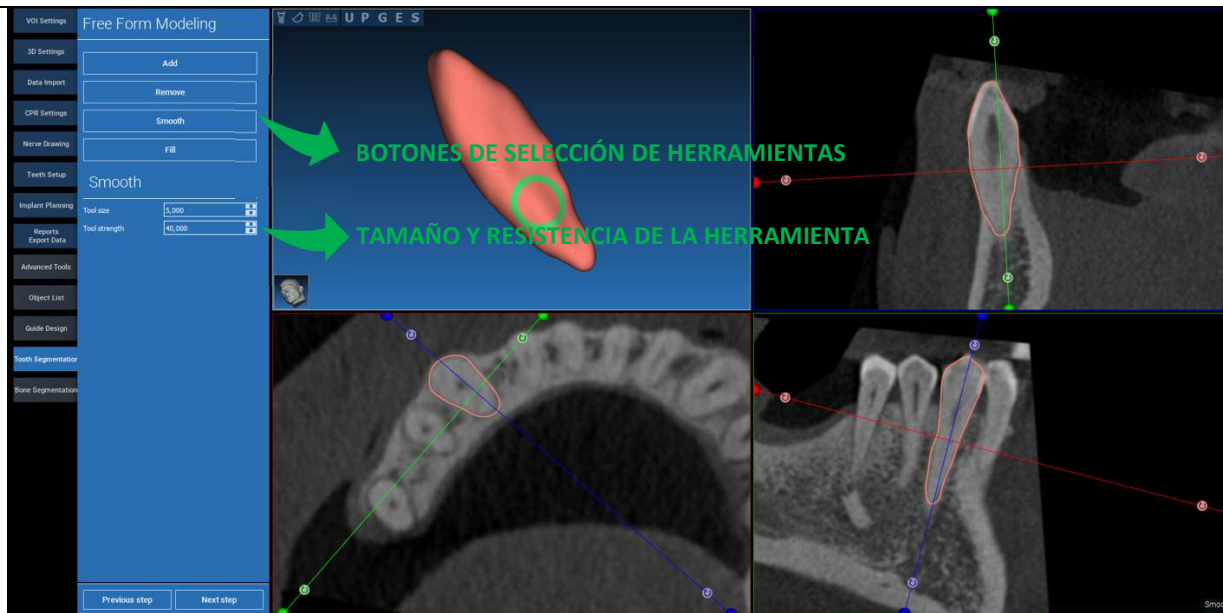 VOI Settings
3D Settings
Data Import
CPR Settings
Nerve Drawing
Teeth Setup
Implant Planning
Reports
Export Data
Advanced Tools
Object List
Guide Design
Tooth Segmentation
Bone Segmentation
Free Form Modeling
Add
Remove
Smooth
Fill
Smooth
Tool size 5,000
Tool strength 40,000
Previous step Next step
U P G E S
BOTONES DE SELECCIÓN DE HERRAMIENTAS
TAMAÑO Y RESISTENCIA DE LA HERRAMIENTA
Smoo